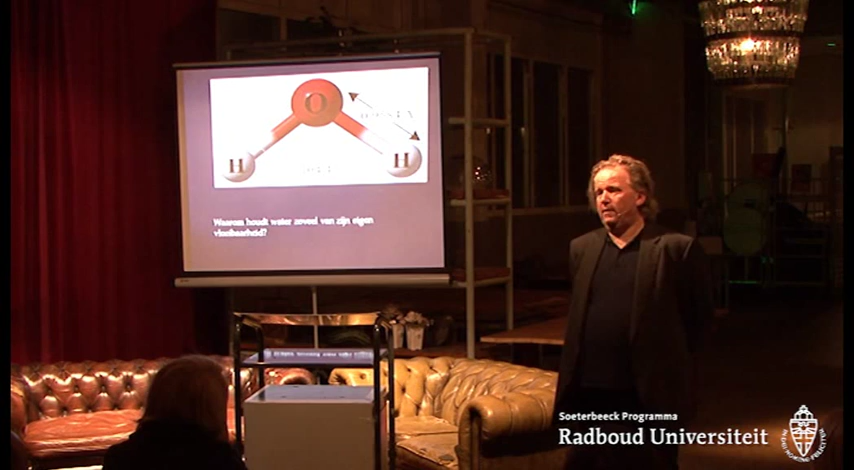 O
H
H
Waarom houdt water zoveel van zijn eigen
vloeibaarheid?
Soeterbeeck Programma
Radboud Universiteit